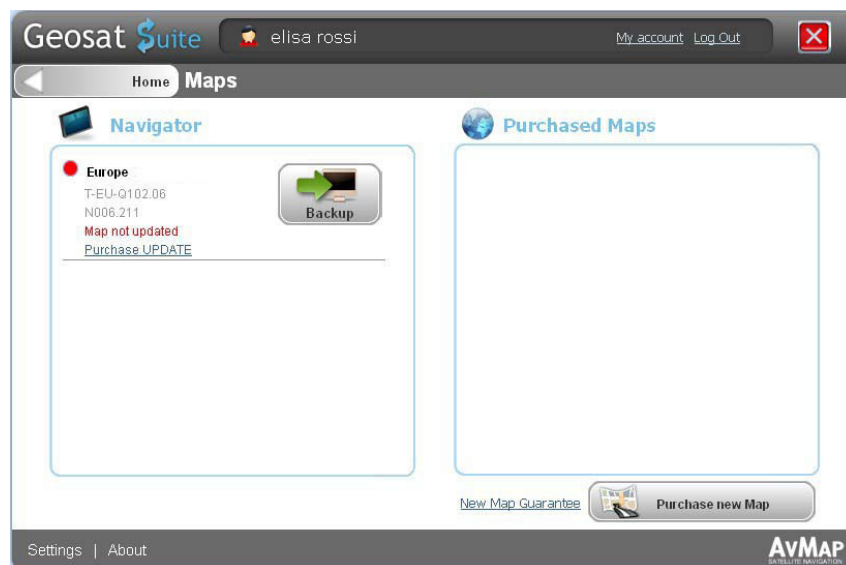 Geosat Suite elisa rossi My account Log Out
Home Maps
Navigator
Purchased Maps
Europe
T-EU-Q102.06
N006.211
Map not updated
Purchase UPDATE
Backup
New Map Guarantee
Purchase new Map
Settings | About
AvMAP
SATELLITE NAVIGATION